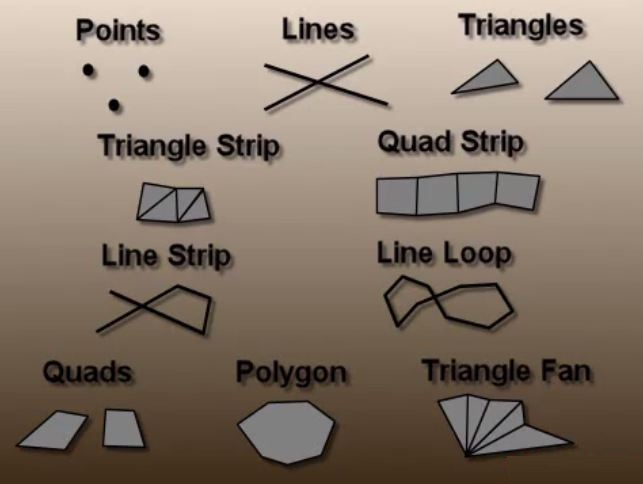 Points Lines Triangles
Triangle Strip Quad Strip
Line Strip Line Loop
Quads Polygon Triangle Fan